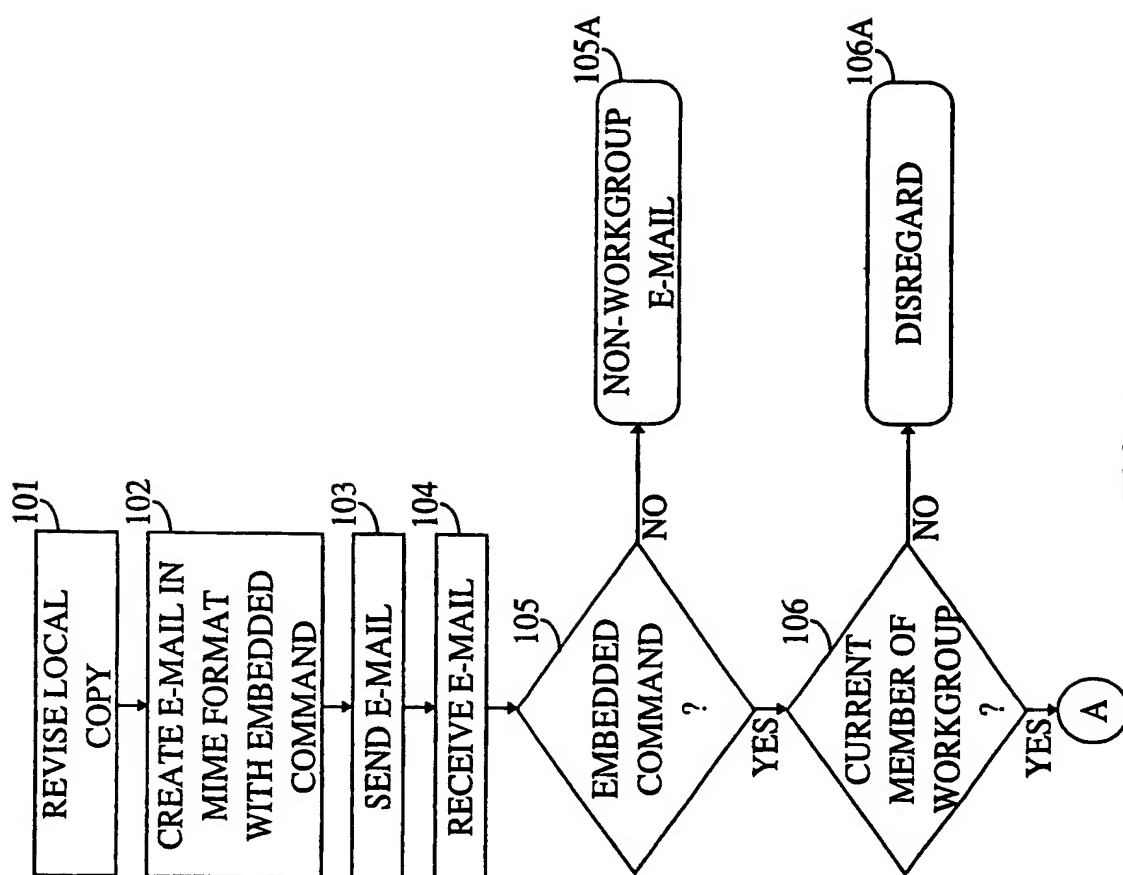 101
REVISE LOCAL
COPY
102
CREATE E-MAIL IN
MIME FORMAT
WITH EMBEDDED
COMMAND
103
SEND E-MAIL
104
RECEIVE E-MAIL
105
EMBEDDED
COMMAND
?
NO
105A
NON-WORKGROUP
E-MAIL
YES
106
CURRENT
MEMBER OF
WORKGROUP
?
NO
106A
DISREGARD
YES
A